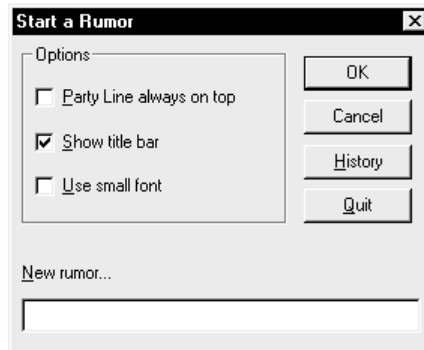 Start a Rumor
Options
Party Line always on top
Show title bar
Use small font
OK
Cancel
History
Quit
New rumor...